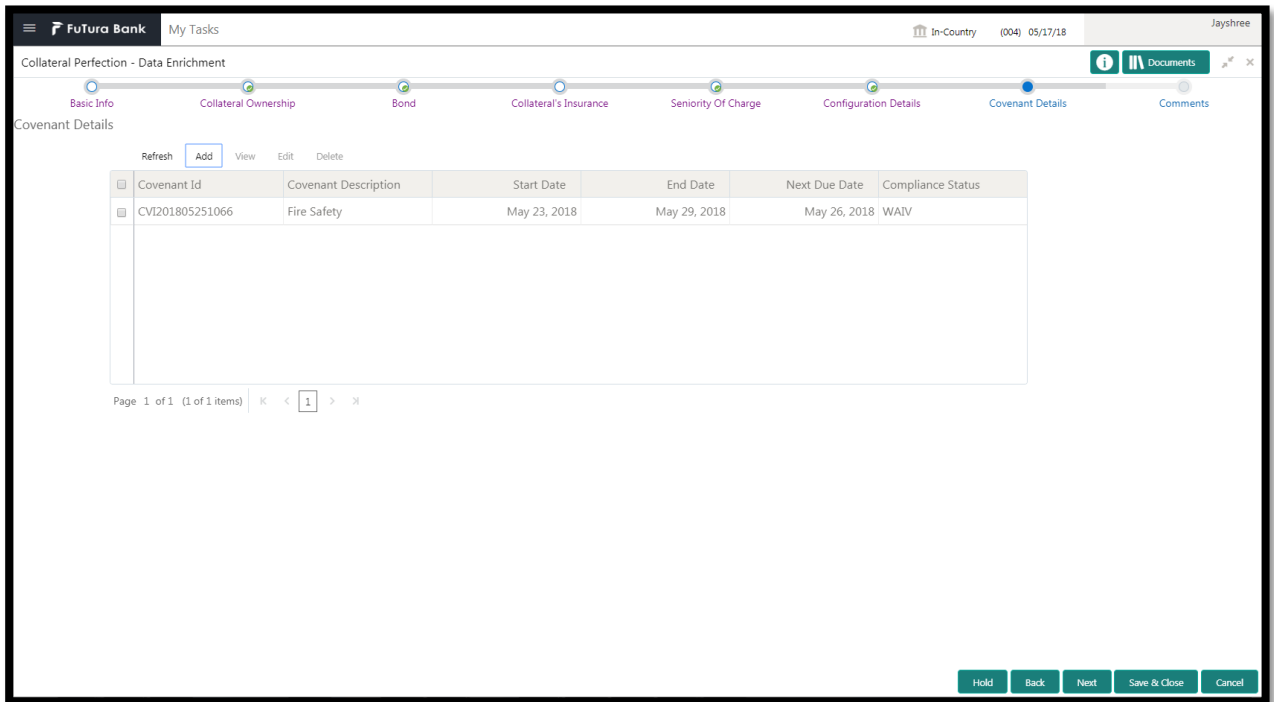 FuTura Bank My Tasks In-Country (004) 05/17/18 Jayshree
Collateral Perfection - Data Enrichment i Documents
Basic Info Collateral Ownership Bond Collateral's Insurance Seniority Of Charge Configuration Details Covenant Details Comments
Covenant Details
Refresh Add View Edit Delete
Covenant Id Covenant Description Start Date End Date Next Due Date Compliance Status
CVI201805251066 Fire Safety May 23, 2018 May 29, 2018 May 26, 2018 WAIV
Page 1 of 1 (1 of 1 items) 1
Hold Back Next Save & Close Cancel